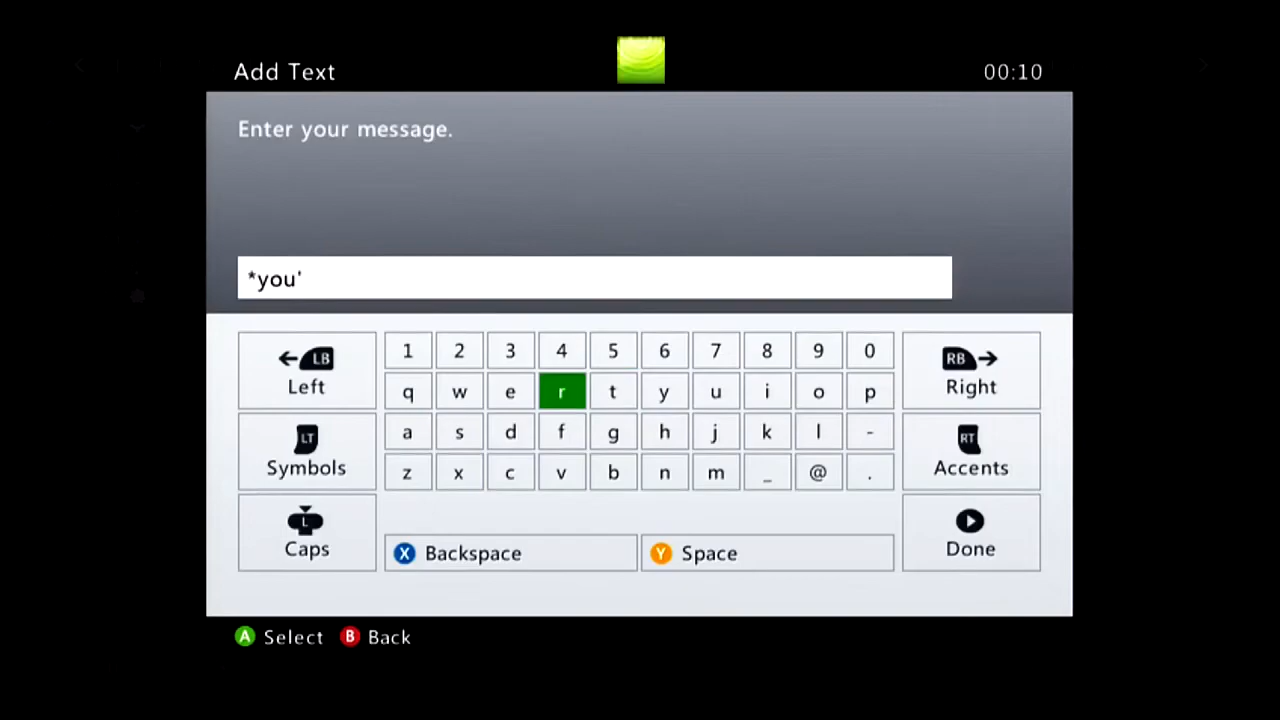 Add Text
00:10
Enter your message.
*you'
LB
Left
1 2 3 4 5 6 7 8 9 0
RB
Right
q w e r t y u i o p
LT
Symbols
a s d f g h j k l -
RT
Accents
z x c v b n m _ @ .
L
Caps
X Backspace
Y Space
Done
A Select B Back